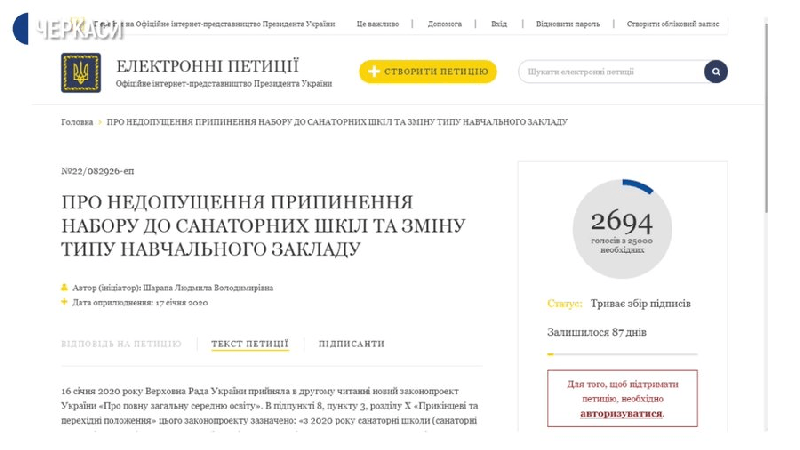 ЧЕРКАСИ
на Офіційне інтернет-представництво Президента України
Це важливо
Допомога
Вхід
Відновити пароль
Створити обліковий запис
ЕЛЕКТРОННІ ПЕТИЦІЇ
Офіційне інтернет-представництво Президента України
СТВОРИТИ ПЕТИЦІЮ
Шукати електронні петиції
Головна > ПРО НЕДОПУЩЕННЯ ПРИПИНЕННЯ НАБОРУ ДО САНАТОРНИХ ШКІЛ ТА ЗМІНУ ТИПУ НАВЧАЛЬНОГО ЗАКЛАДУ
№22/082926-еп
ПРО НЕДОПУЩЕННЯ ПРИПИНЕННЯ
НАБОРУ ДО САНАТОРНИХ ШКІЛ ТА ЗМІНУ
ТИПУ НАВЧАЛЬНОГО ЗАКЛАДУ
Автор (ініціатор): Шарапа Людмила Володимирівна
Дата оприлюднення: 17 січня 2020
ВІДПОВІДЬ НА ПЕТИЦІЮ
ТЕКСТ ПЕТИЦІЇ
ПІДПИСАНТИ
16 січня 2020 року Верховна Рада України прийняла в другому читанні новий законопроект
України «Про повну загальну середню освіту». В підпункті 8, пункту 3, розділу X «Прикінцеві та
перехідні положення» цього законопроекту зазначено: «з 2020 року санаторні школи (санаторні
2694
голосів з 25000
необхідних
Статус: Триває збір підписів
Залишилося 87 днів
Для того, щоб підтримати
петицію, необхідно
авторизуватися.